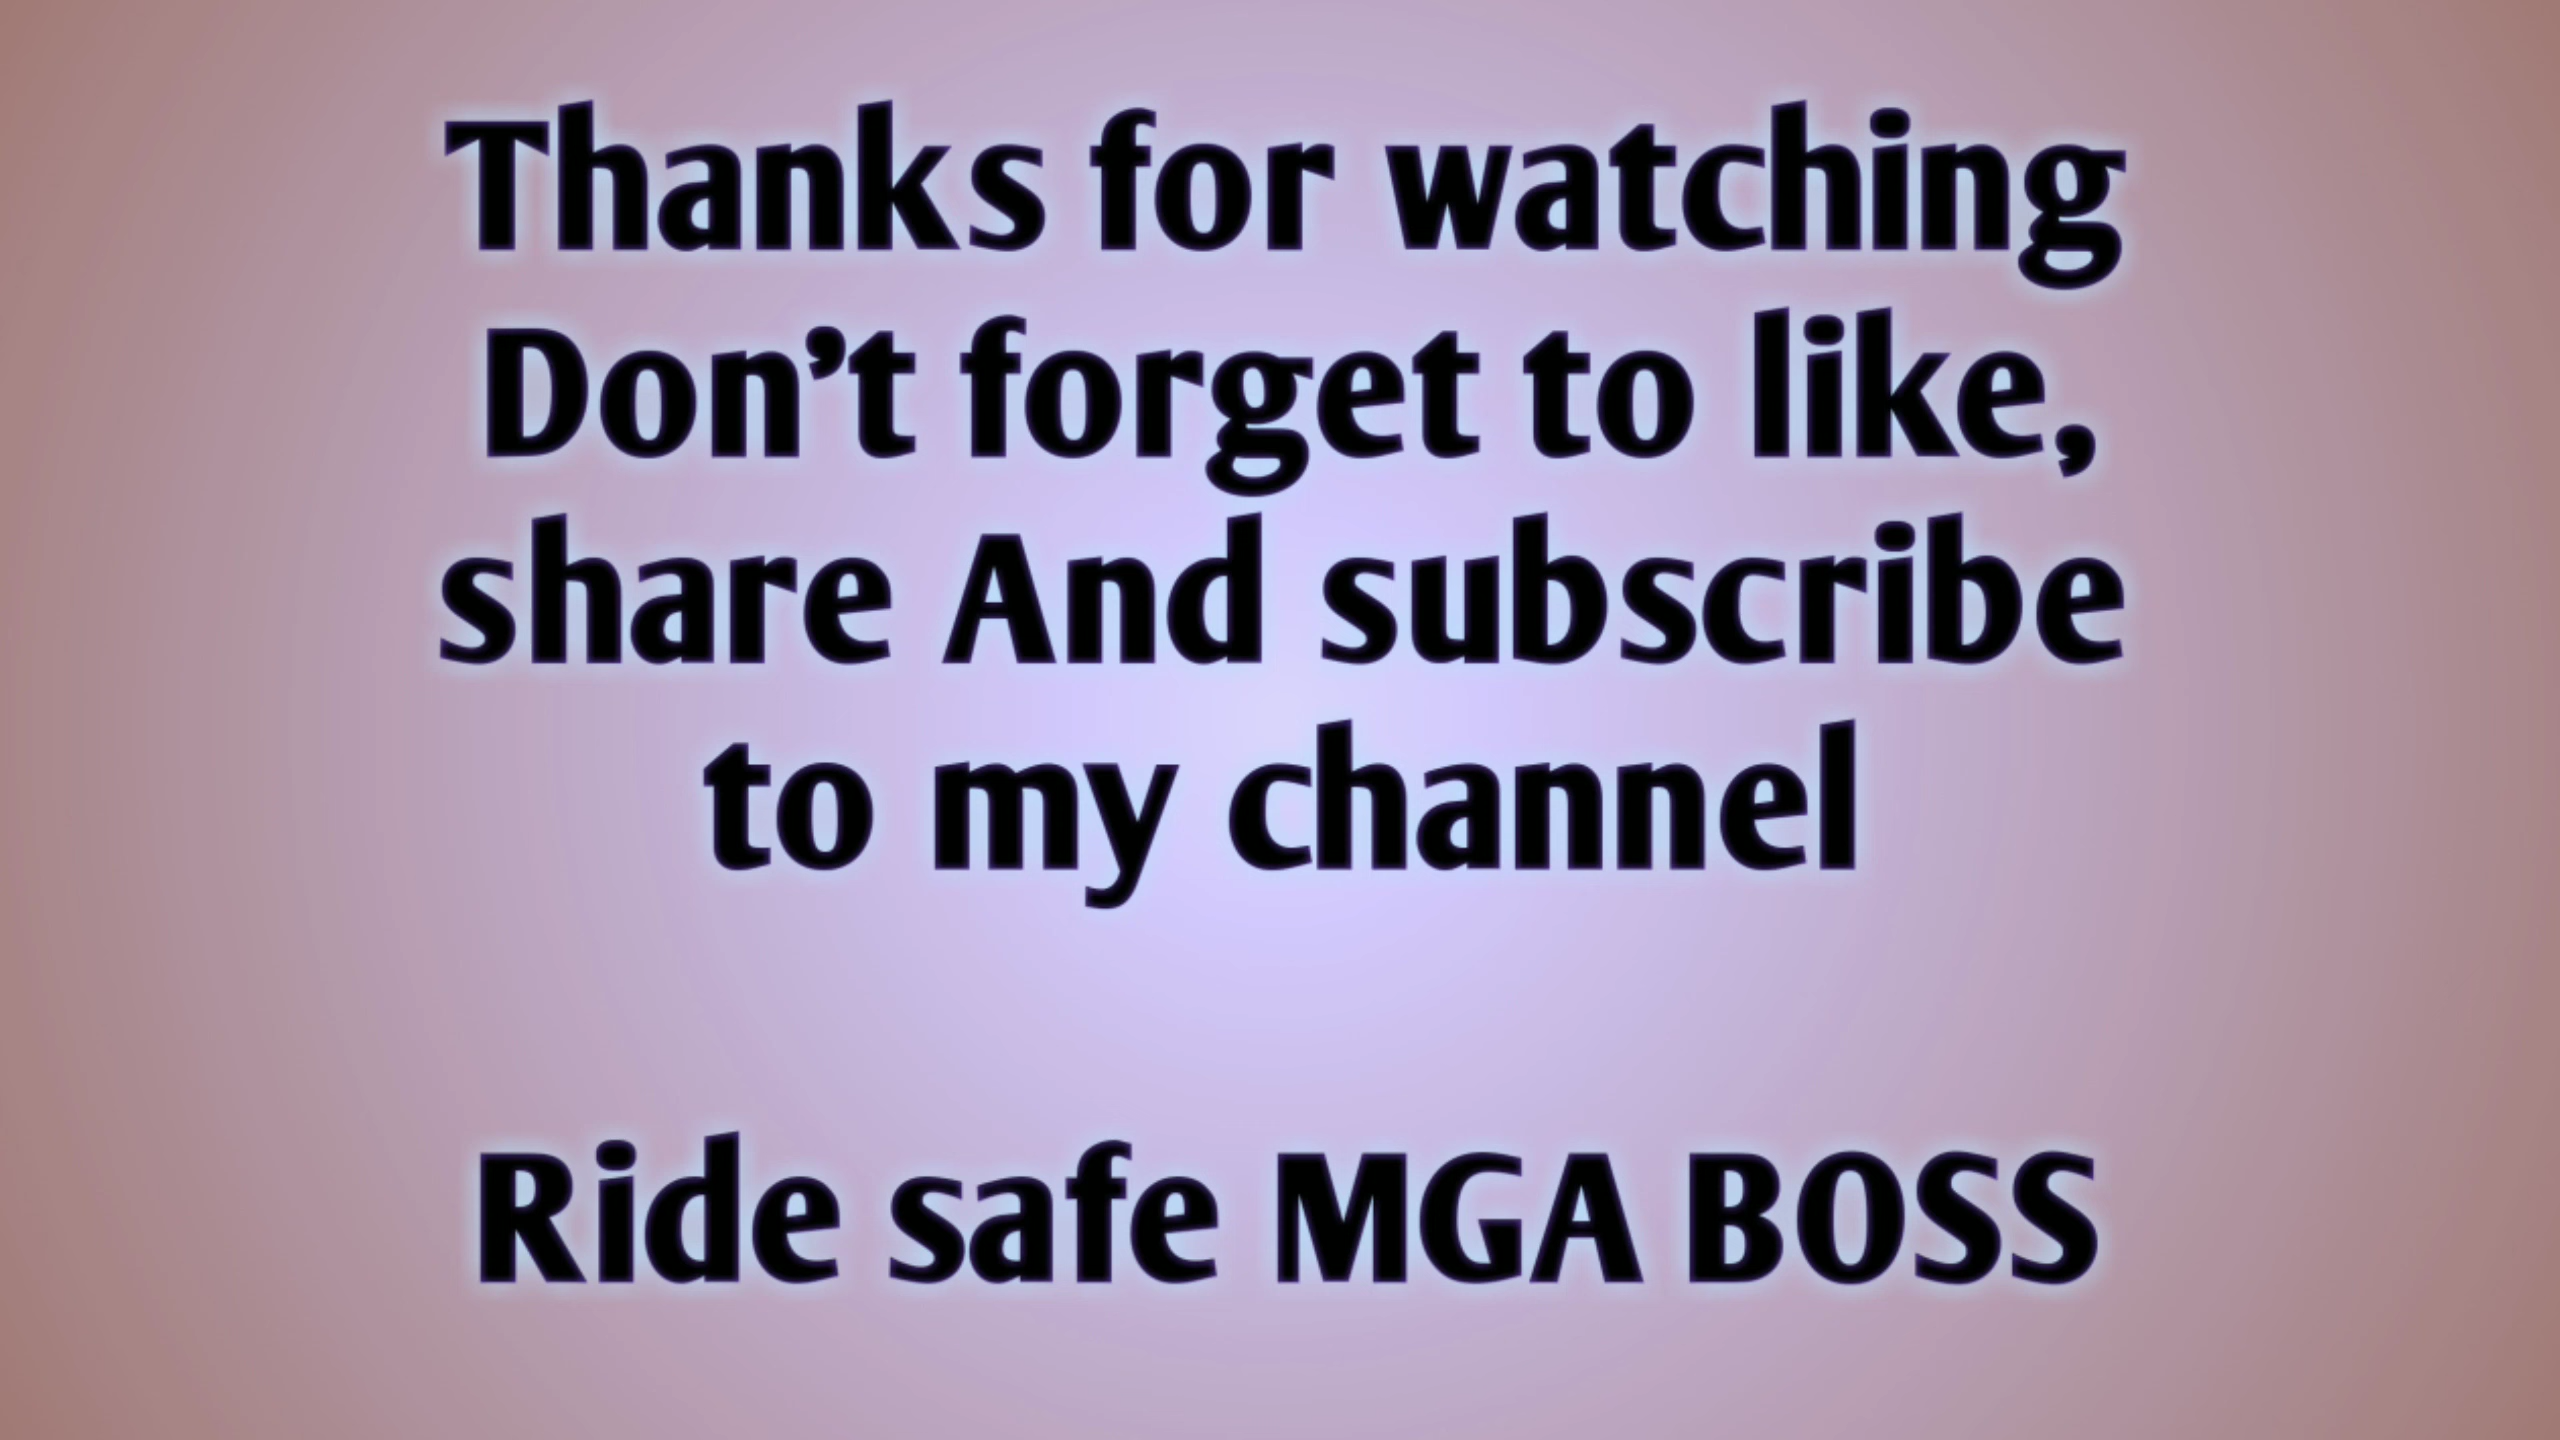 Thanks for watching
Don’t forget to like,
share And subscribe
to my channel
Ride safe MGA BOSS